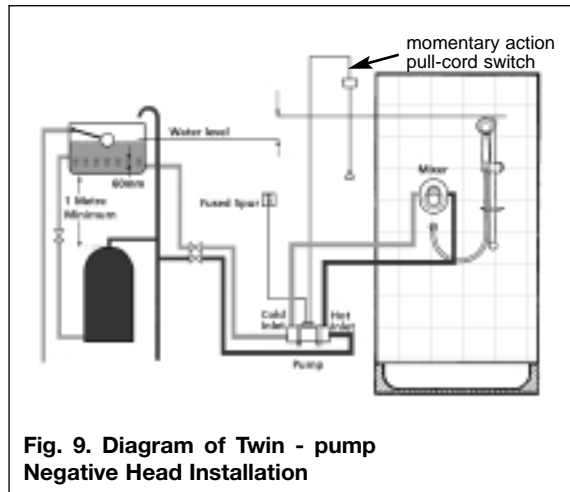 momentary action
pull-cord switch
Water level
60mm
1 Metre
Minimum
Fused Spur
Mixer
Cold
Inlet
Hot
Inlet
Pump
Fig. 9. Diagram of Twin - pump
Negative Head Installation